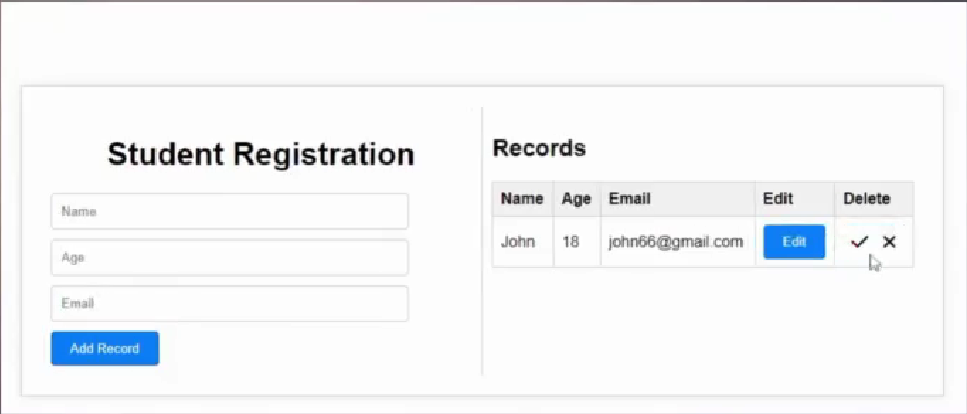 Student Registration
Name
Age
Email
Add Record
Records
Name Age Email Edit Delete
John 18 john66@gmail.com Edit